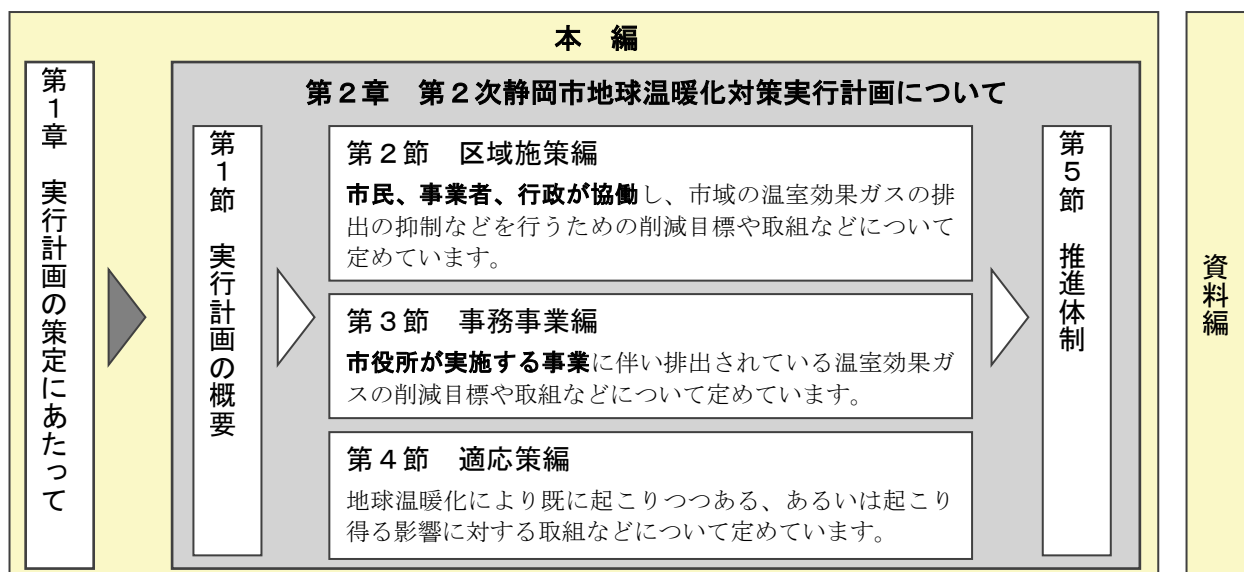 本 編
第1章 実行計画の策定にあたって
第2章 第2次静岡市地球温暖化対策実行計画について
第1節 実行計画の概要
第2節 区域施策編
市民、事業者、行政が協働し、市域の温室効果ガスの排
出の抑制などを行うための削減目標や取組などについて
定めています。
第3節 事務事業編
市役所が実施する事業に伴い排出されている温室効果ガ
スの削減目標や取組などについて定めています。
第4節 適応策編
地球温暖化により既に起こりつつある、あるいは起こり
得る影響に対する取組などについて定めています。
第5節 推進体制
資料編